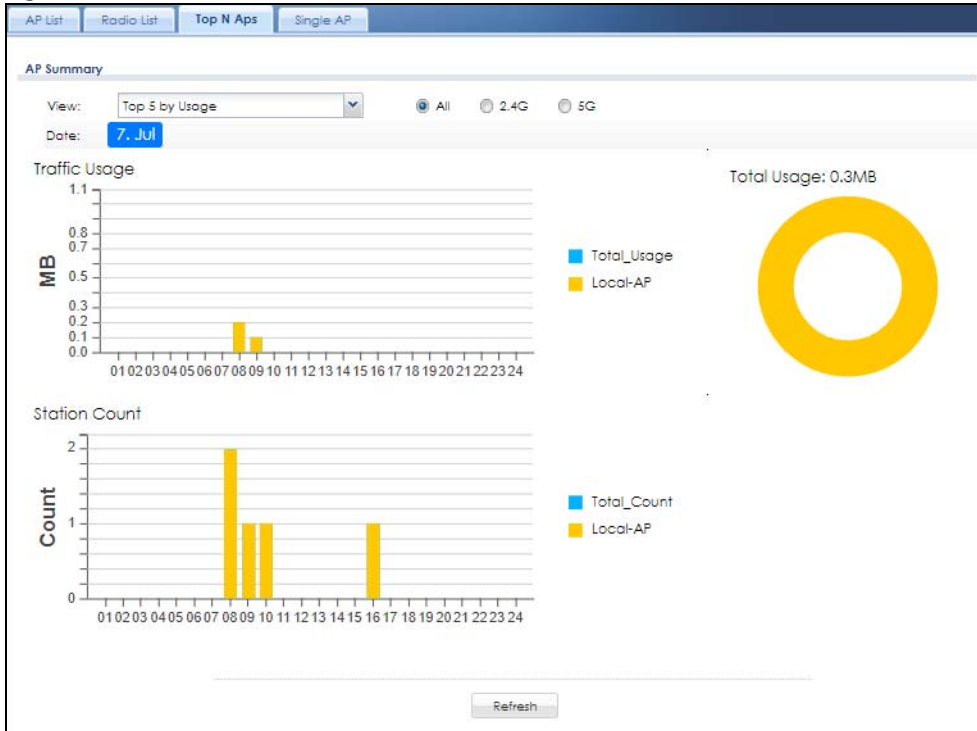 AP List Radio List Top N Aps Single AP
AP Summary
View: Top 5 by Usage All 2.4G 5G
Date: 7. Jul
Traffic Usage
Total Usage: 0.3MB
1.1
0.8
0.7
0.5
0.3
0.2
0.1
0.0
MB
01 02 03 04 05 06 07 08 09 10 11 12 13 14 15 16 17 18 19 20 21 22 23 24
Total_Usage
Local-AP
Station Count
2
1
0
Count
01 02 03 04 05 06 07 08 09 10 11 12 13 14 15 16 17 18 19 20 21 22 23 24
Total_Count
Local-AP
Refresh